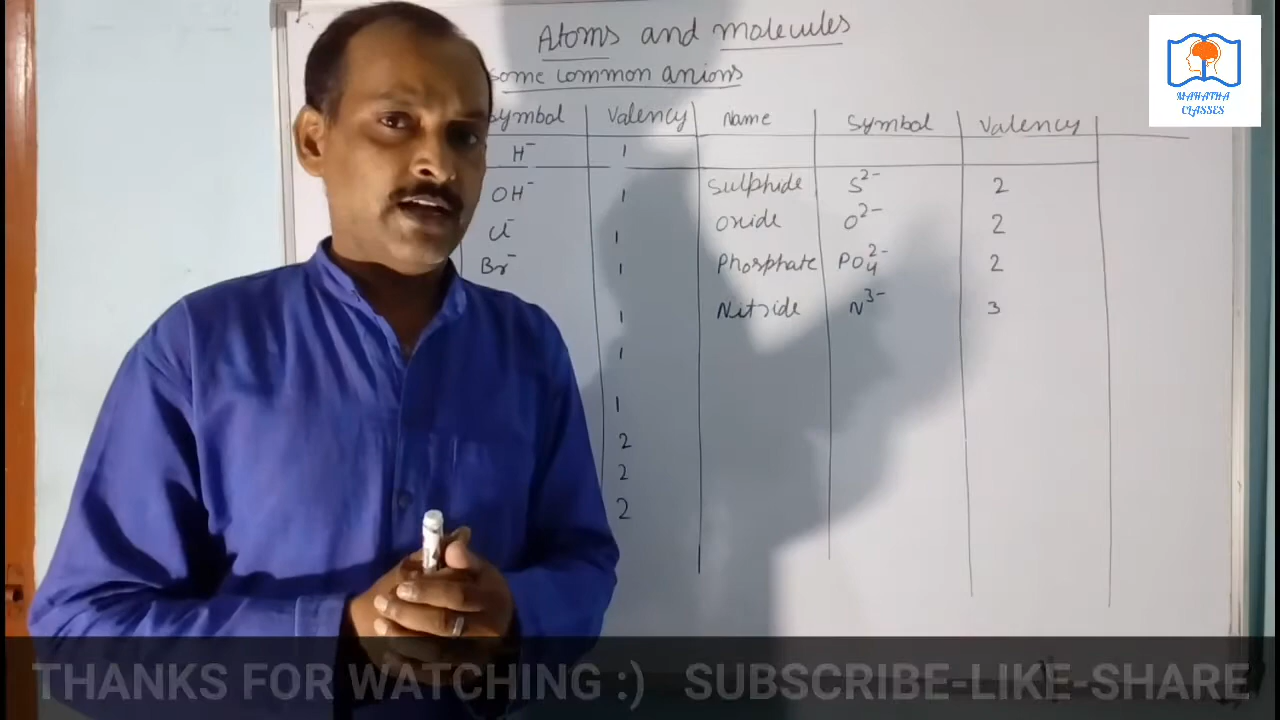 Atoms and molecules
some common anions
Symbol Valency Name Symbol Valency
H⁻ 1
OH⁻ 1 Sulphide S²⁻ 2
Cl⁻ 1 Oxide O²⁻ 2
Br⁻ 1 Phosphate PO₄²⁻ 2
1 Nitride N³⁻ 3
1
1
2
2
2
MAHATHA
CLASSES
THANKS FOR WATCHING :) SUBSCRIBE-LIKE-SHARE